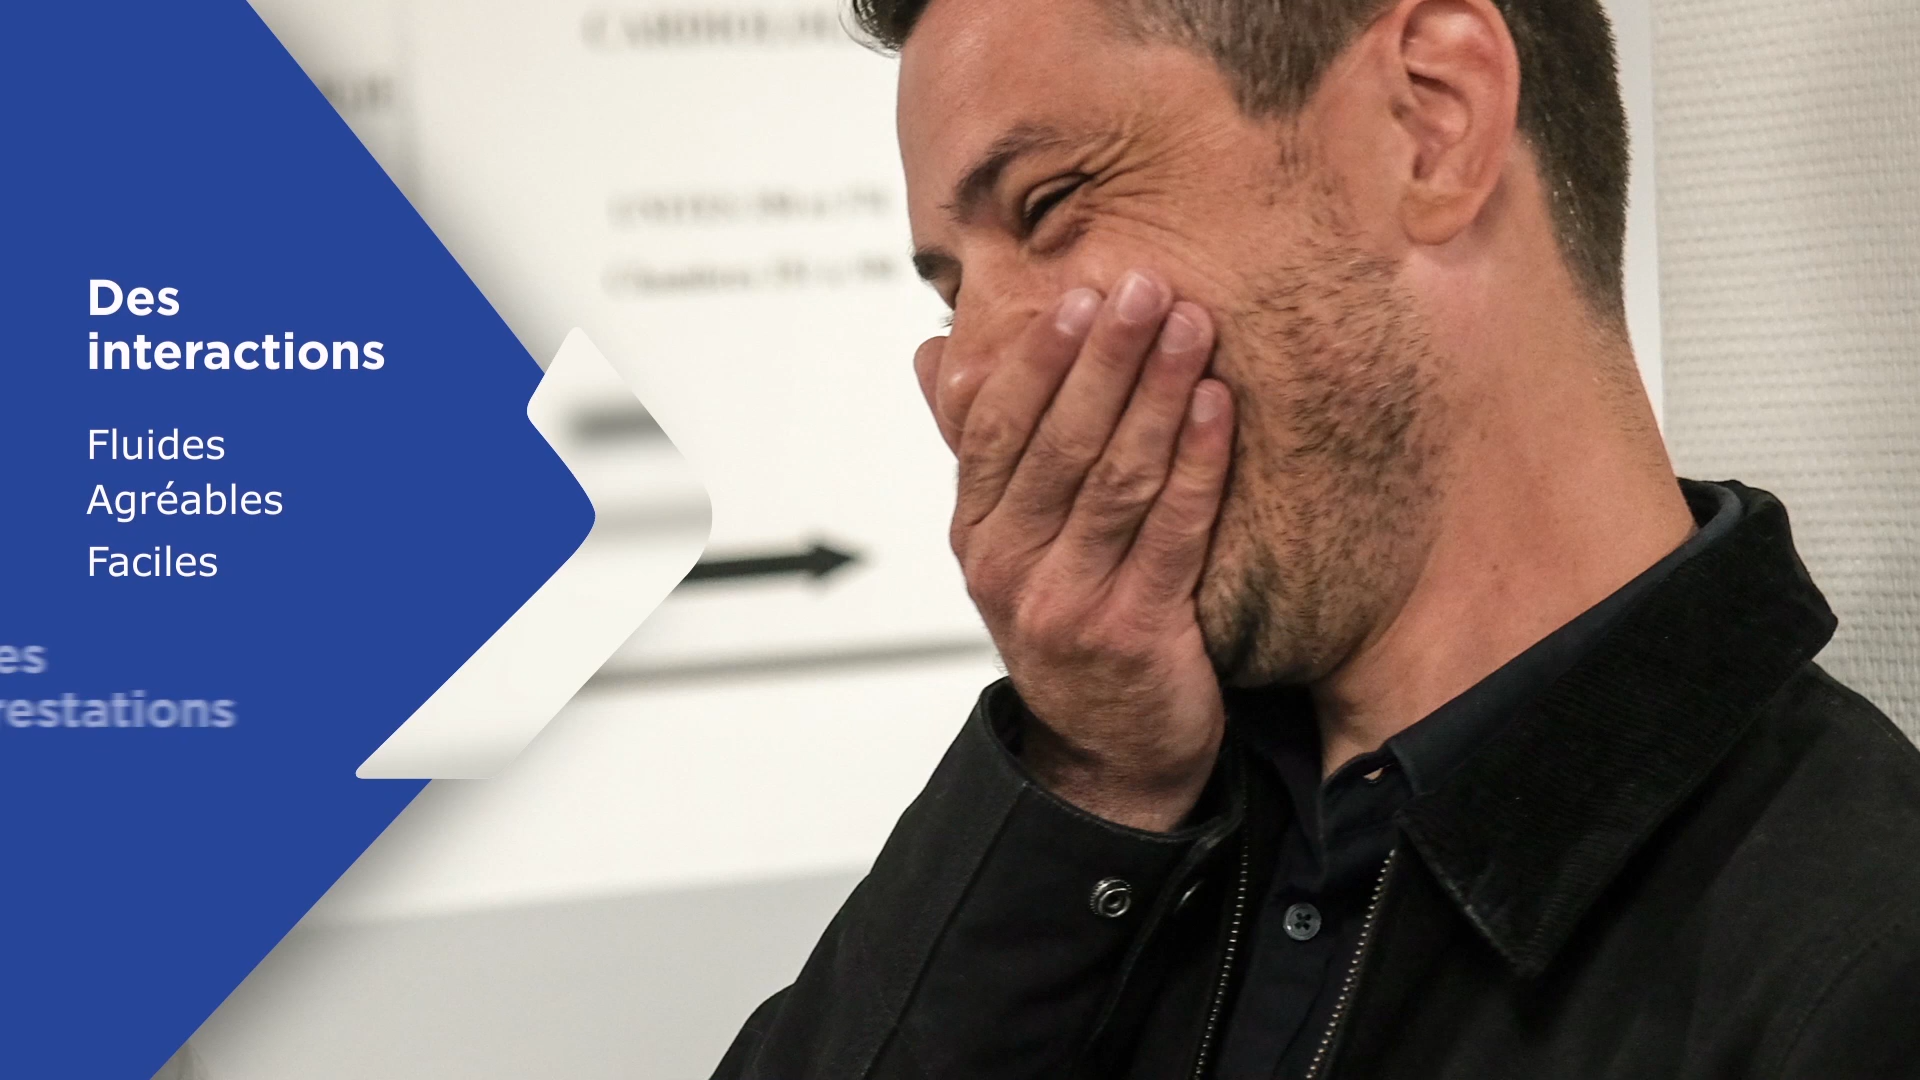 Des
interactions
Fluides
Agréables
Faciles
es
restations